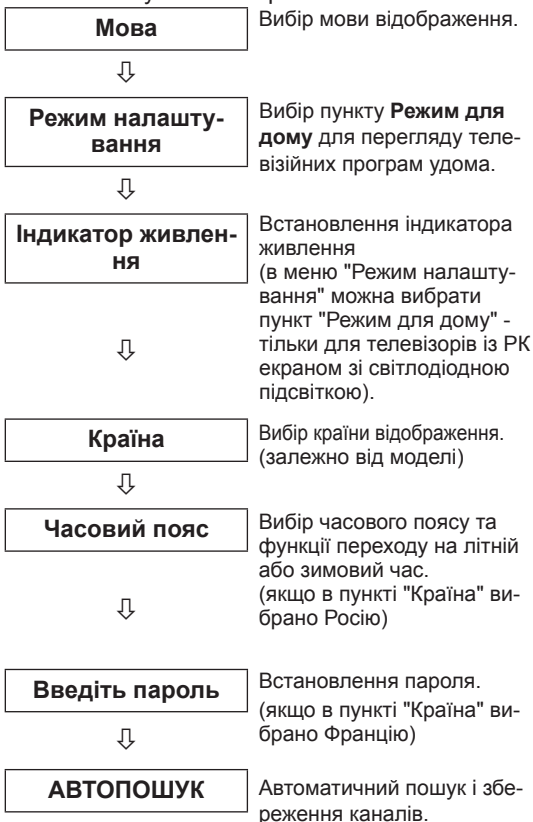 Мова
Вибір мови відображення.
⇩
Режим налашту-
вання
Вибір пункту Режим для
дому для перегляду теле-
візійних програм удома.
⇩
Індикатор живлен-
ня
Встановлення індикатора
живлення
(в меню "Режим налашту-
вання" можна вибрати
пункт "Режим для дому" -
тільки для телевізорів із РК
екраном зі світлодіодною
підсвіткою).
⇩
Країна
Вибір країни відображення.
(залежно від моделі)
⇩
Часовий пояс
Вибір часового поясу та
функції переходу на літній
або зимовий час.
(якщо в пункті "Країна" ви-
брано Росію)
⇩
Введіть пароль
Встановлення пароля.
(якщо в пункті "Країна" ви-
брано Францію)
⇩
АВТОПОШУК
Автоматичний пошук і збе-
реження каналів.